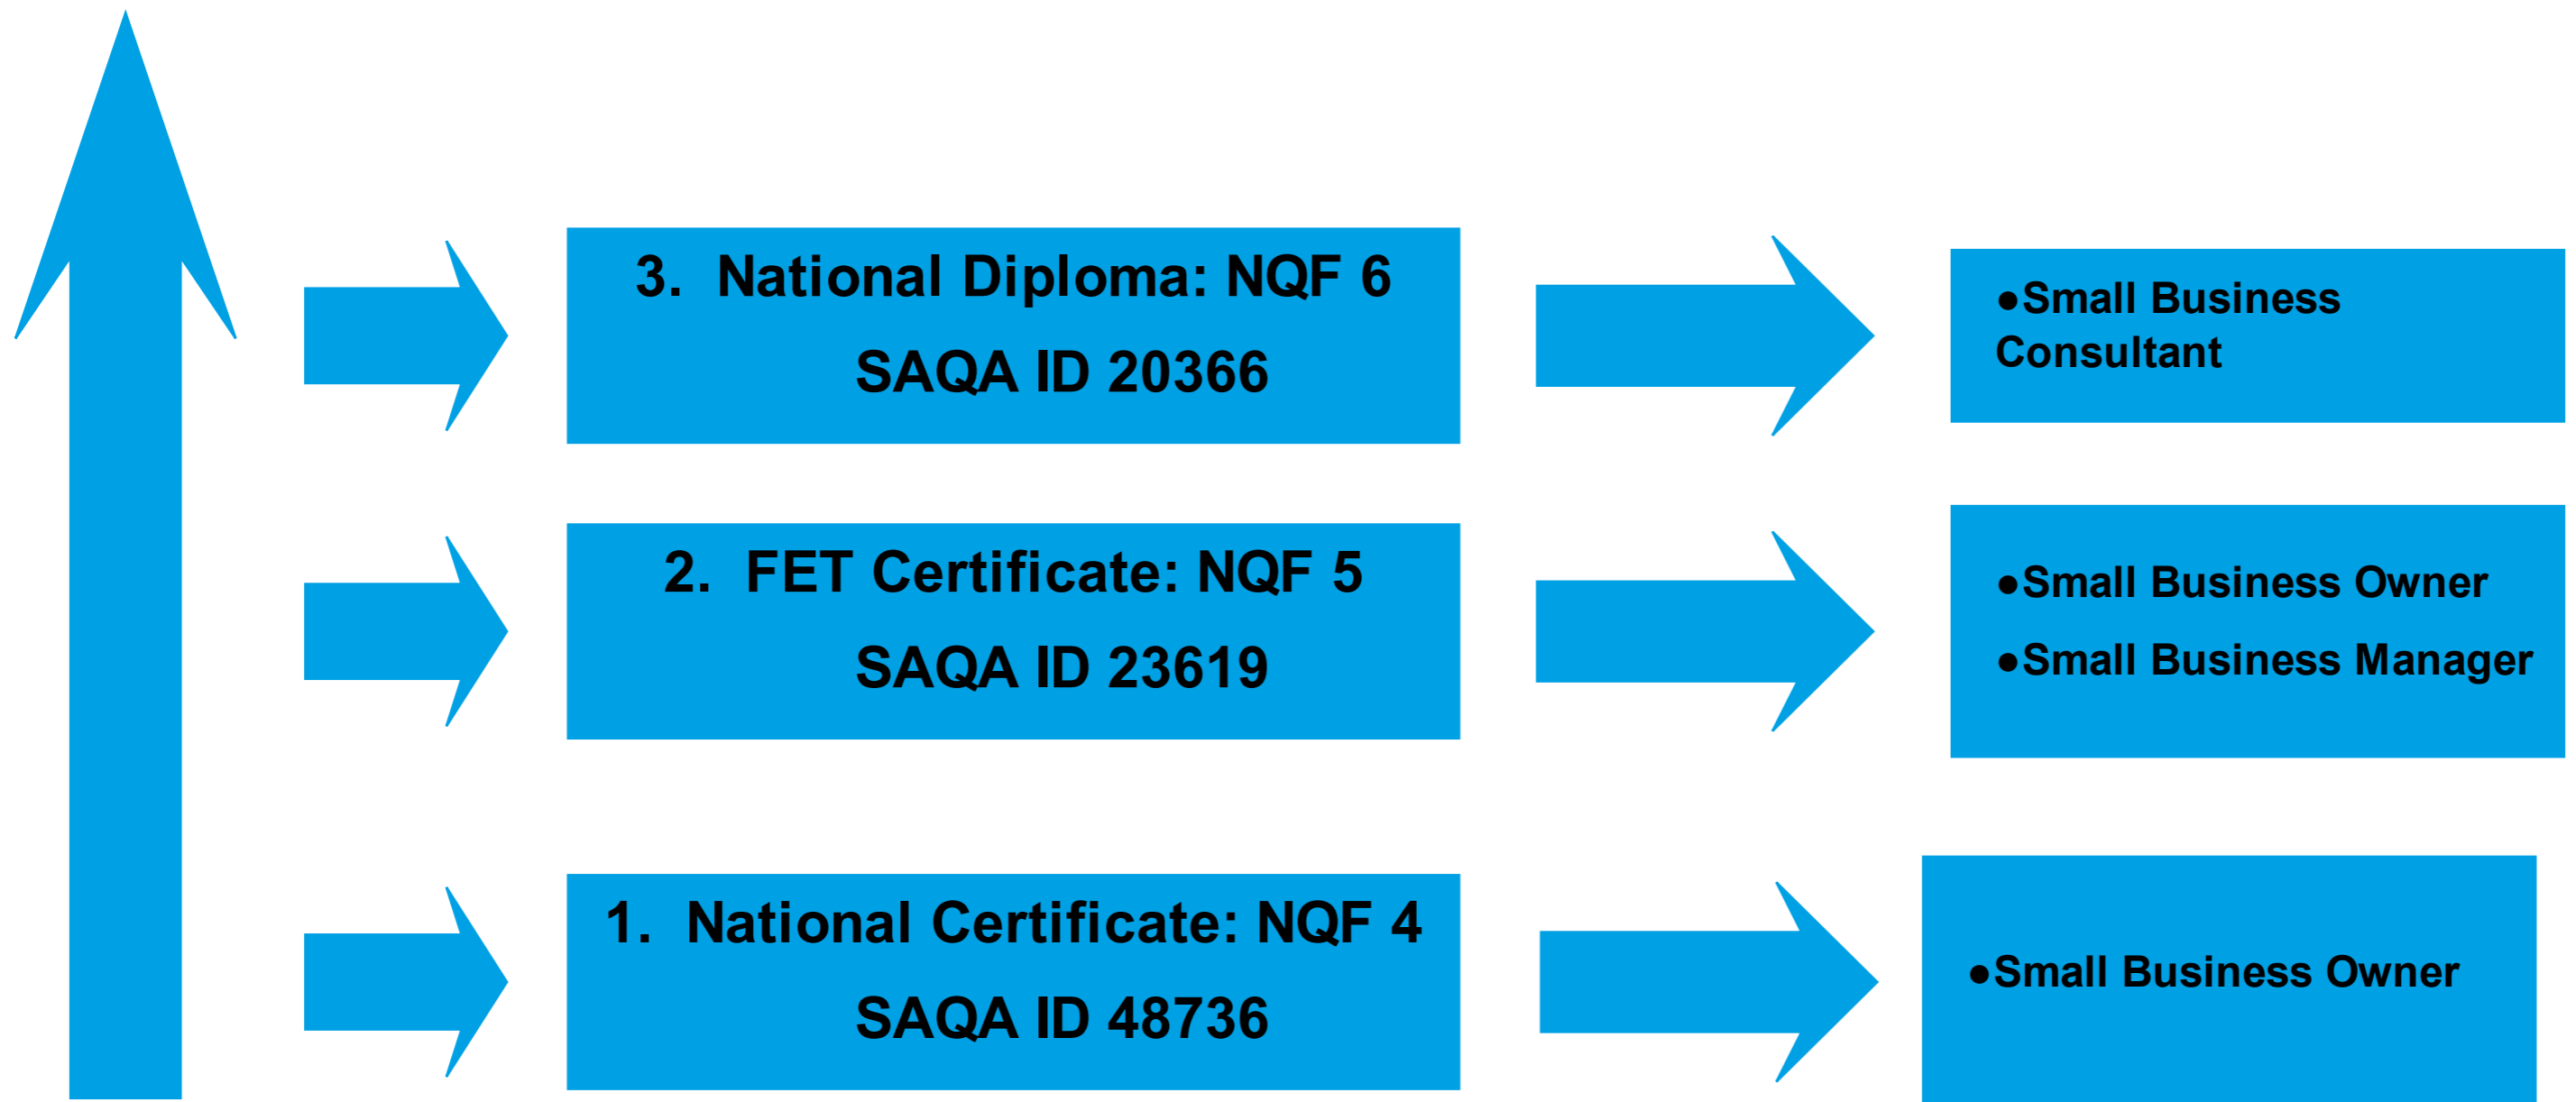 3. National Diploma: NQF 6
SAQA ID 20366
●Small Business
Consultant
2. FET Certificate: NQF 5
SAQA ID 23619
●Small Business Owner
●Small Business Manager
1. National Certificate: NQF 4
SAQA ID 48736
●Small Business Owner